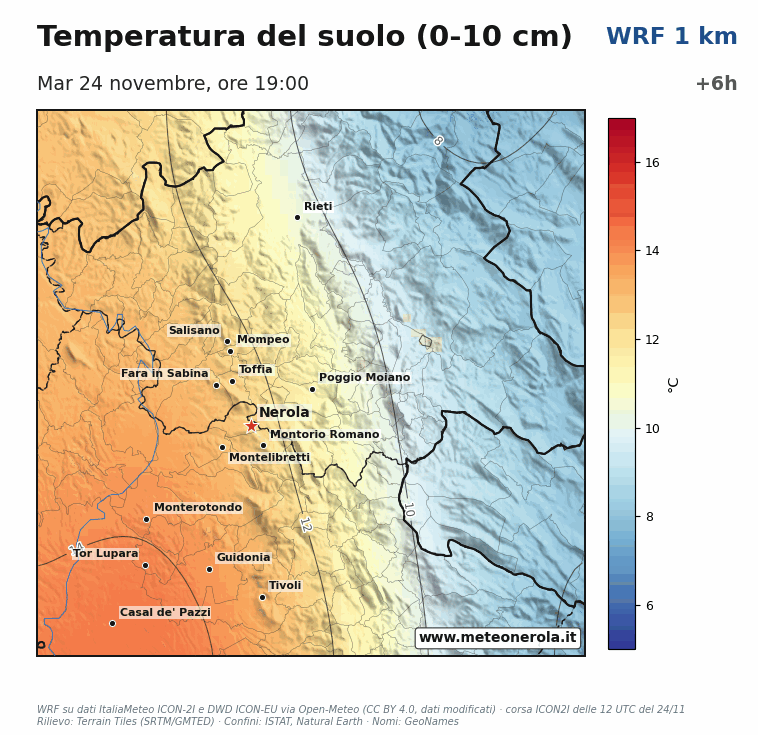 Temperatura del suolo (0-10 cm)
WRF 1 km
Mar 24 novembre, ore 19:00
+6h
8
Rieti
Salisano
Mompeo
Fara in Sabina
Toffia
Poggio Moiano
Nerola
Montorio Romano
Montelibretti
Monterotondo
12
10
Tor Lupara
Guidonia
Tivoli
Casal de' Pazzi
www.meteonerola.it
16
14
12
10
8
6
°C
WRF su dati ItaliaMeteo ICON-2I e DWD ICON-EU via Open-Meteo (CC BY 4.0, dati modificati) · corsa ICON2I delle 12 UTC del 24/11
Rilievo: Terrain Tiles (SRTM/GMTED) · Confini: ISTAT, Natural Earth · Nomi: GeoNames